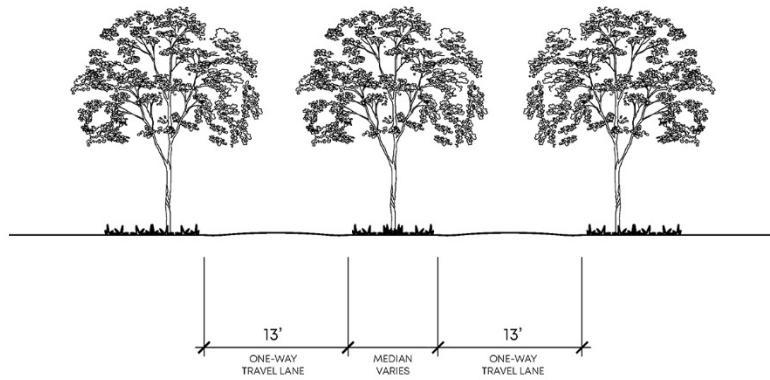 13’
13’
ONE-WAY
TRAVEL LANE
MEDIAN
VARIES
ONE-WAY
TRAVEL LANE